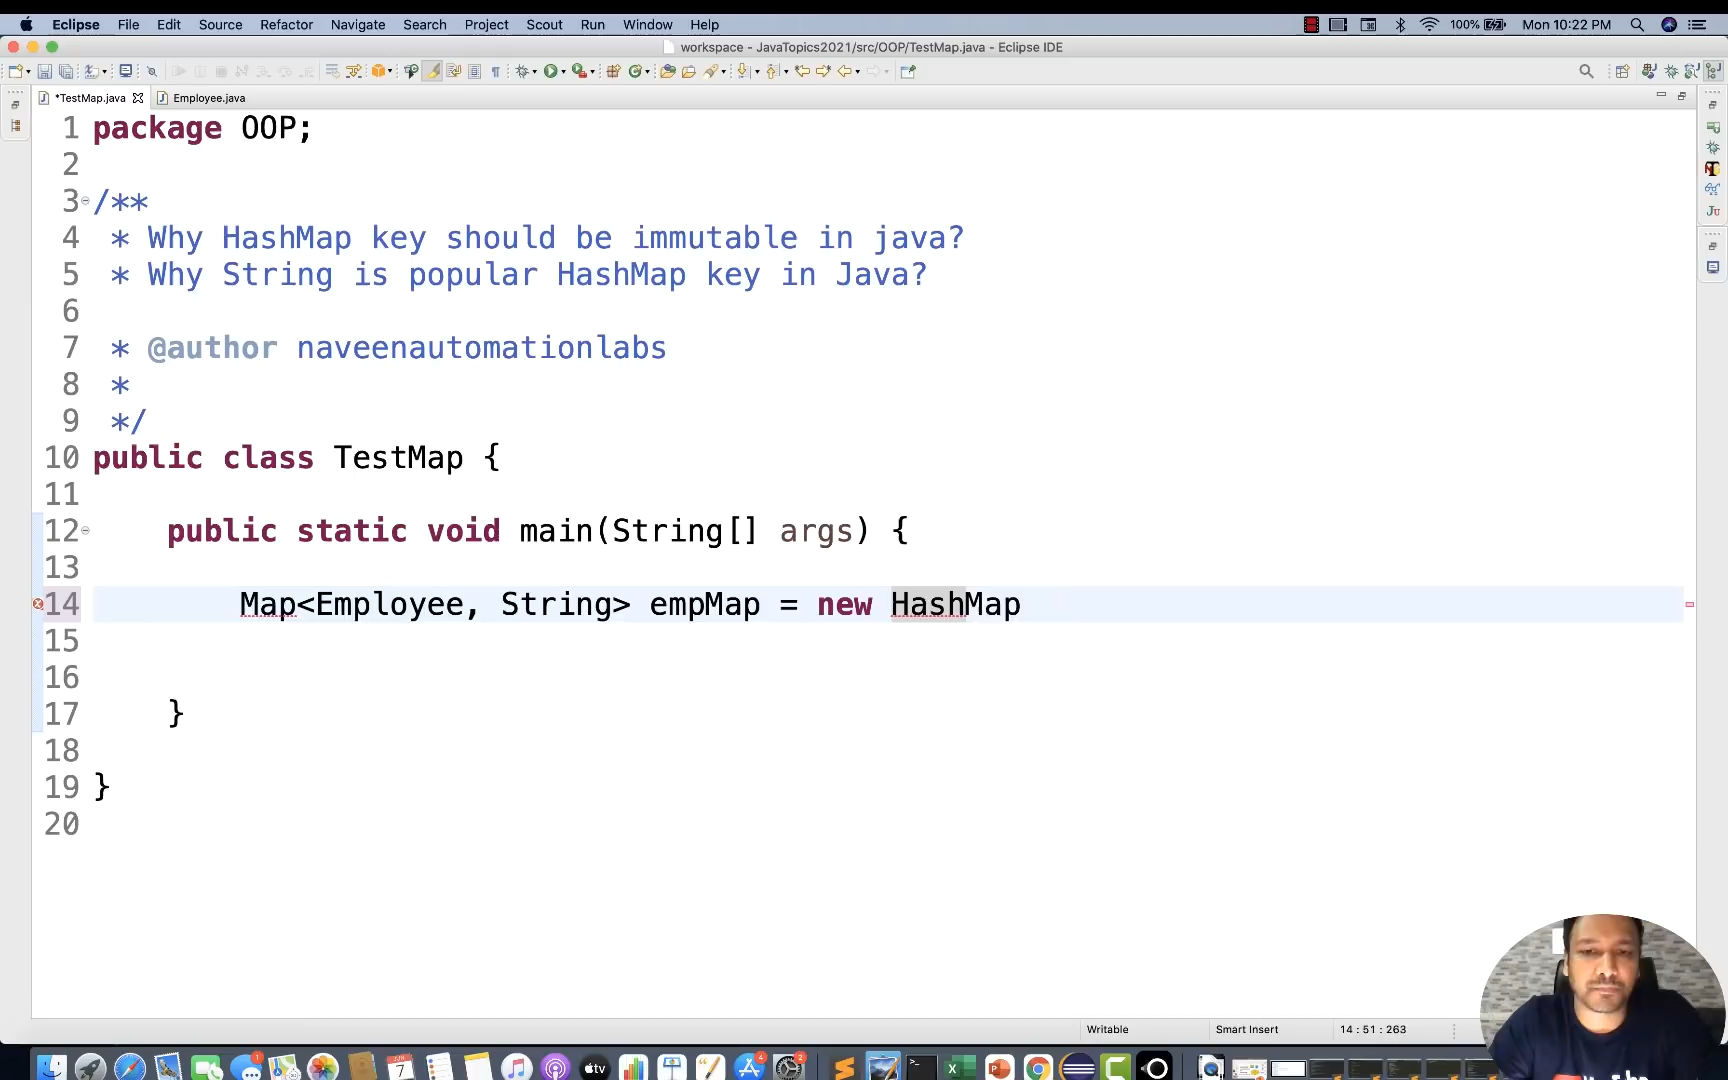 Eclipse File Edit Source Refactor Navigate Search Project Scout Run Window Help 100% Mon 10:22 PM
workspace - JavaTopics2021/src/OOP/TestMap.java - Eclipse IDE
*TestMap.java Employee.java
1 package OOP;
2
3 /**
4 * Why HashMap key should be immutable in java?
5 * Why String is popular HashMap key in Java?
6
7 * @author naveenautomationlabs
8 *
9 */
10 public class TestMap {
11
12 public static void main(String[] args) {
13
14 Map<Employee, String> empMap = new HashMap
15
16
17 }
18
19 }
20
Writable Smart Insert 14 : 51 : 263